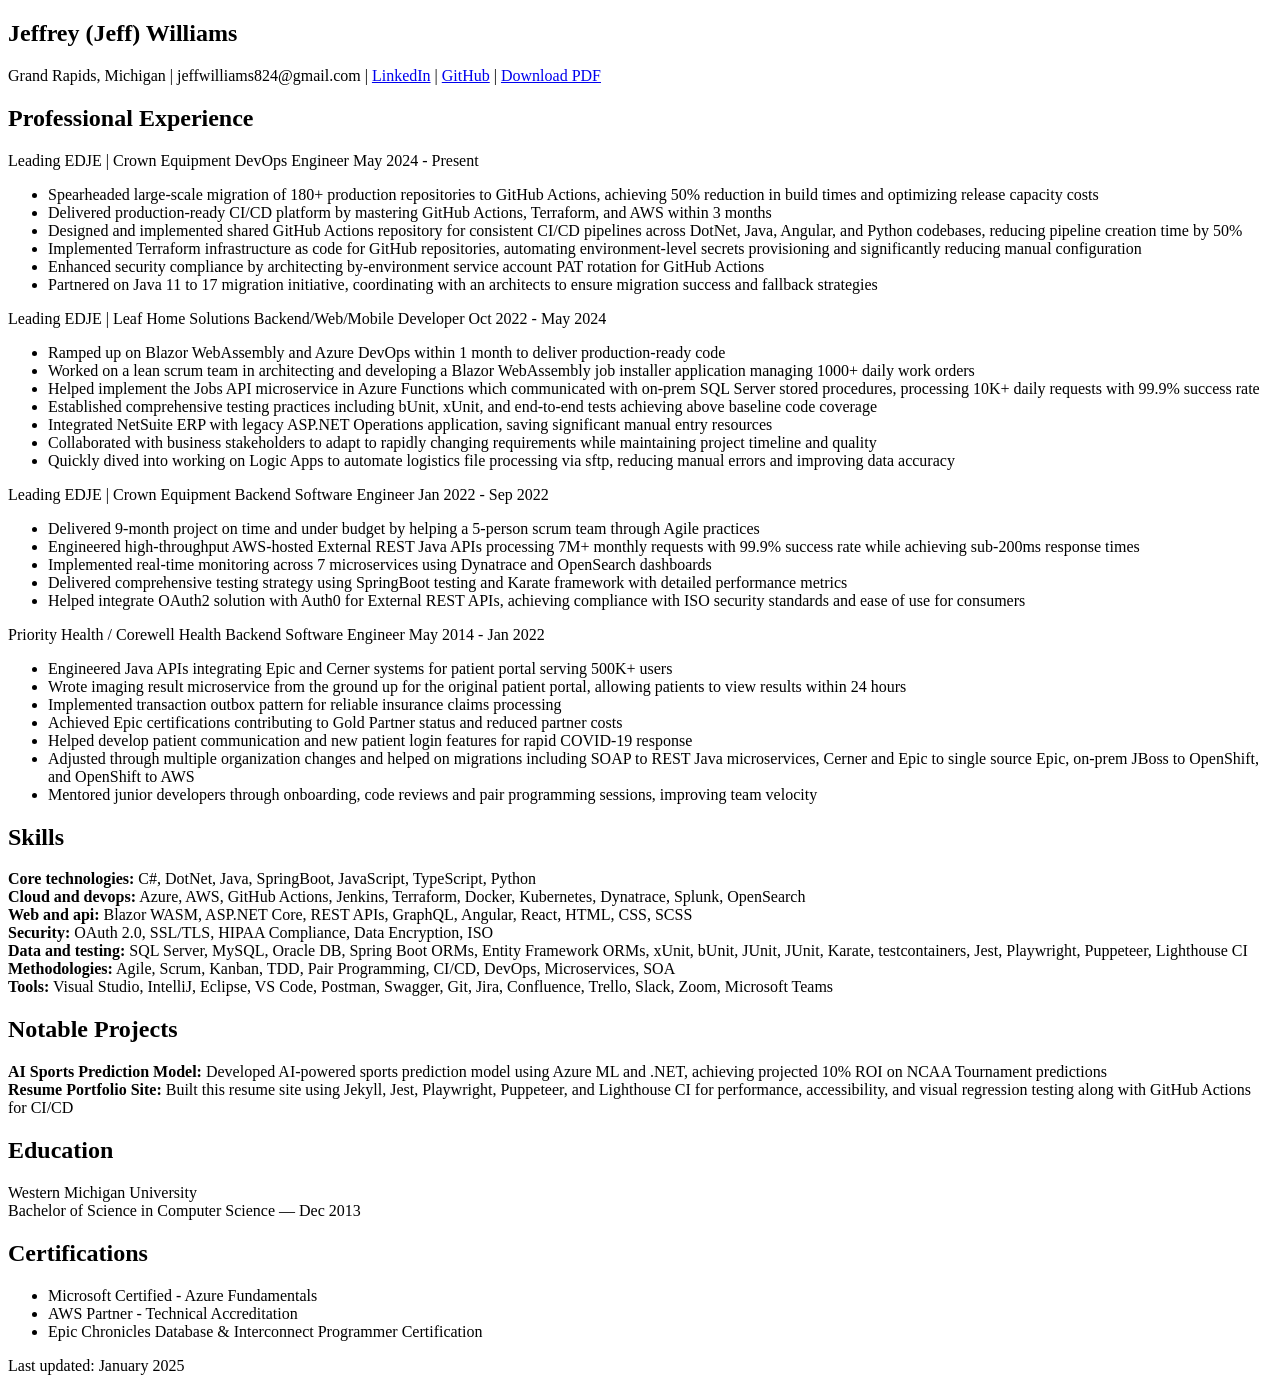 Jeffrey (Jeff) Williams
Grand Rapids, Michigan | jeffwilliams824@gmail.com | LinkedIn | GitHub | Download PDF
Professional Experience
Leading EDJE | Crown Equipment DevOps Engineer May 2024 - Present
• Spearheaded large-scale migration of 180+ production repositories to GitHub Actions, achieving 50% reduction in build times and optimizing release capacity costs
• Delivered production-ready CI/CD platform by mastering GitHub Actions, Terraform, and AWS within 3 months
• Designed and implemented shared GitHub Actions repository for consistent CI/CD pipelines across DotNet, Java, Angular, and Python codebases, reducing pipeline creation time by 50%
• Implemented Terraform infrastructure as code for GitHub repositories, automating environment-level secrets provisioning and significantly reducing manual configuration
• Enhanced security compliance by architecting by-environment service account PAT rotation for GitHub Actions
• Partnered on Java 11 to 17 migration initiative, coordinating with an architects to ensure migration success and fallback strategies
Leading EDJE | Leaf Home Solutions Backend/Web/Mobile Developer Oct 2022 - May 2024
• Ramped up on Blazor WebAssembly and Azure DevOps within 1 month to deliver production-ready code
• Worked on a lean scrum team in architecting and developing a Blazor WebAssembly job installer application managing 1000+ daily work orders
• Helped implement the Jobs API microservice in Azure Functions which communicated with on-prem SQL Server stored procedures, processing 10K+ daily requests with 99.9% success rate
• Established comprehensive testing practices including bUnit, xUnit, and end-to-end tests achieving above baseline code coverage
• Integrated NetSuite ERP with legacy ASP.NET Operations application, saving significant manual entry resources
• Collaborated with business stakeholders to adapt to rapidly changing requirements while maintaining project timeline and quality
• Quickly dived into working on Logic Apps to automate logistics file processing via sftp, reducing manual errors and improving data accuracy
Leading EDJE | Crown Equipment Backend Software Engineer Jan 2022 - Sep 2022
• Delivered 9-month project on time and under budget by helping a 5-person scrum team through Agile practices
• Engineered high-throughput AWS-hosted External REST Java APIs processing 7M+ monthly requests with 99.9% success rate while achieving sub-200ms response times
• Implemented real-time monitoring across 7 microservices using Dynatrace and OpenSearch dashboards
• Delivered comprehensive testing strategy using SpringBoot testing and Karate framework with detailed performance metrics
• Helped integrate OAuth2 solution with Auth0 for External REST APIs, achieving compliance with ISO security standards and ease of use for consumers
Priority Health / Corewell Health Backend Software Engineer May 2014 - Jan 2022
• Engineered Java APIs integrating Epic and Cerner systems for patient portal serving 500K+ users
• Wrote imaging result microservice from the ground up for the original patient portal, allowing patients to view results within 24 hours
• Implemented transaction outbox pattern for reliable insurance claims processing
• Achieved Epic certifications contributing to Gold Partner status and reduced partner costs
• Helped develop patient communication and new patient login features for rapid COVID-19 response
• Adjusted through multiple organization changes and helped on migrations including SOAP to REST Java microservices, Cerner and Epic to single source Epic, on-prem JBoss to OpenShift,
and OpenShift to AWS
• Mentored junior developers through onboarding, code reviews and pair programming sessions, improving team velocity
Skills
Core technologies: C#, DotNet, Java, SpringBoot, JavaScript, TypeScript, Python
Cloud and devops: Azure, AWS, GitHub Actions, Jenkins, Terraform, Docker, Kubernetes, Dynatrace, Splunk, OpenSearch
Web and api: Blazor WASM, ASP.NET Core, REST APIs, GraphQL, Angular, React, HTML, CSS, SCSS
Security: OAuth 2.0, SSL/TLS, HIPAA Compliance, Data Encryption, ISO
Data and testing: SQL Server, MySQL, Oracle DB, Spring Boot ORMs, Entity Framework ORMs, xUnit, bUnit, JUnit, JUnit, Karate, testcontainers, Jest, Playwright, Puppeteer, Lighthouse CI
Methodologies: Agile, Scrum, Kanban, TDD, Pair Programming, CI/CD, DevOps, Microservices, SOA
Tools: Visual Studio, IntelliJ, Eclipse, VS Code, Postman, Swagger, Git, Jira, Confluence, Trello, Slack, Zoom, Microsoft Teams
Notable Projects
AI Sports Prediction Model: Developed AI-powered sports prediction model using Azure ML and .NET, achieving projected 10% ROI on NCAA Tournament predictions
Resume Portfolio Site: Built this resume site using Jekyll, Jest, Playwright, Puppeteer, and Lighthouse CI for performance, accessibility, and visual regression testing along with GitHub Actions
for CI/CD
Education
Western Michigan University
Bachelor of Science in Computer Science — Dec 2013
Certifications
• Microsoft Certified - Azure Fundamentals
• AWS Partner - Technical Accreditation
• Epic Chronicles Database & Interconnect Programmer Certification
Last updated: January 2025